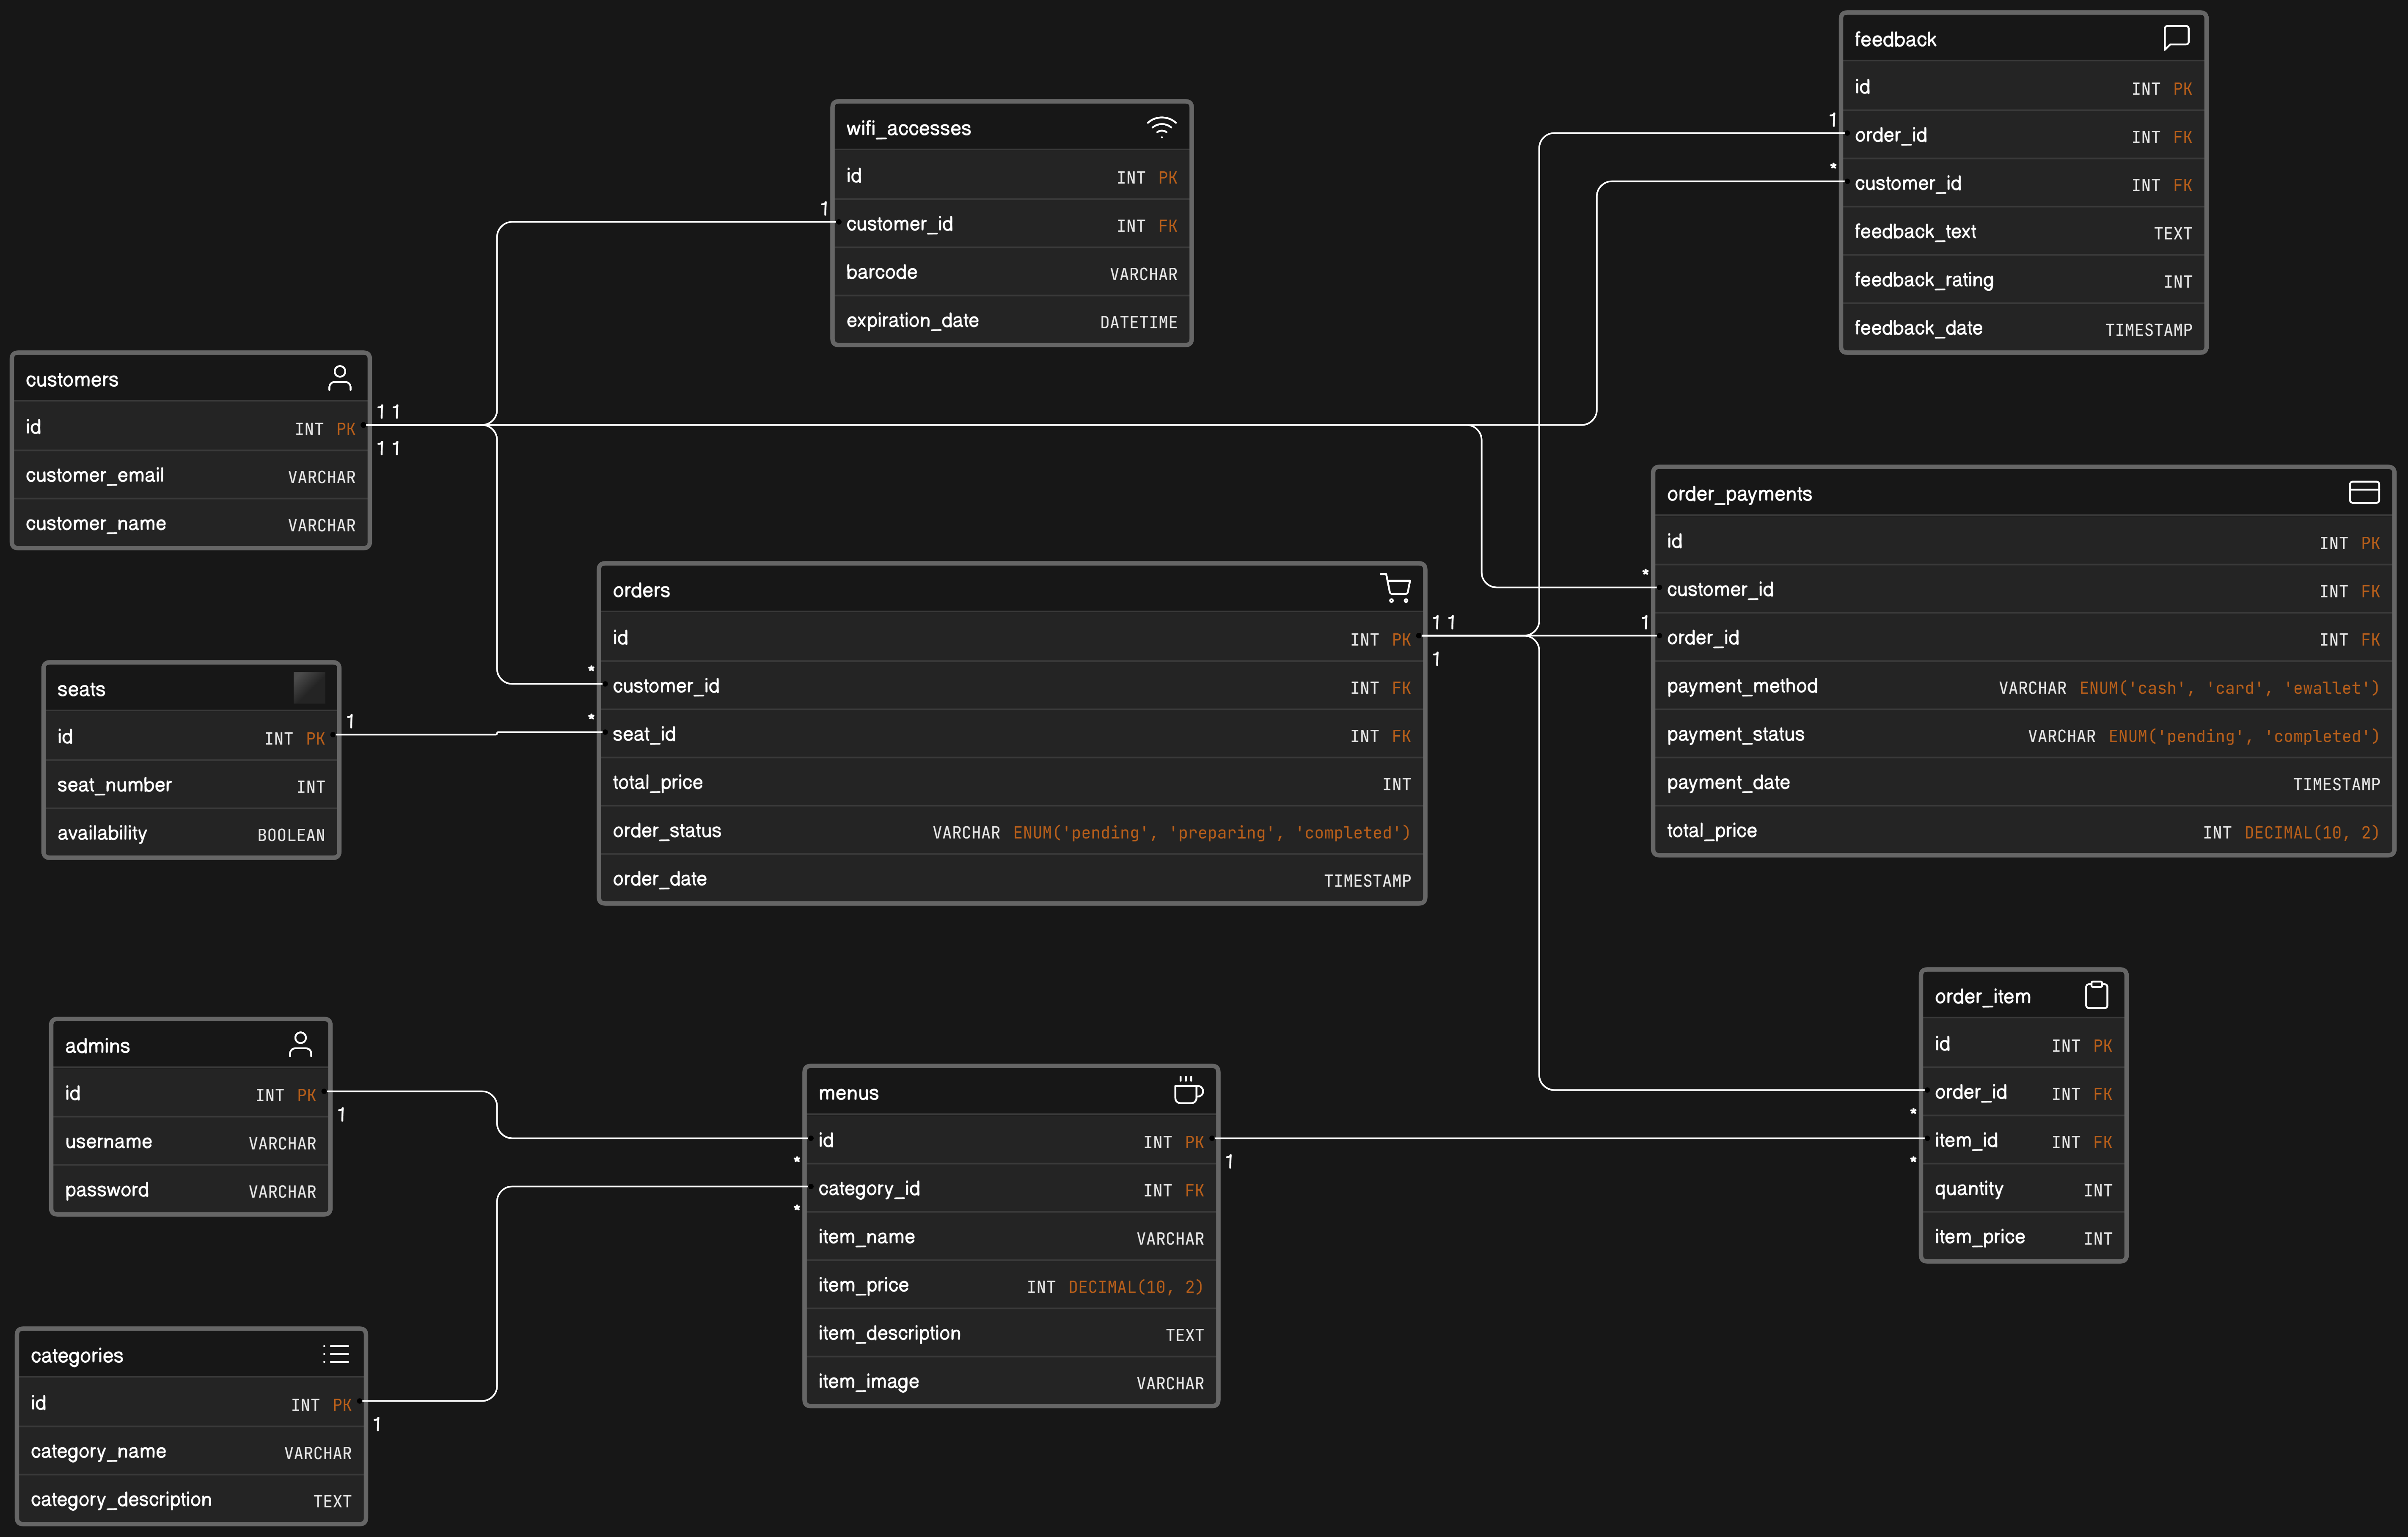 feedback
id INT PK
order_id INT FK
customer_id INT FK
feedback_text TEXT
feedback_rating INT
feedback_date TIMESTAMP
1
*
wifi_accesses
id INT PK
customer_id INT FK
barcode VARCHAR
expiration_date DATETIME
1
customers
id INT PK
customer_email VARCHAR
customer_name VARCHAR
1 1
1 1
order_payments
id INT PK
customer_id INT FK
order_id INT FK
payment_method VARCHAR ENUM('cash', 'card', 'ewallet')
payment_status VARCHAR ENUM('pending', 'completed')
payment_date TIMESTAMP
total_price INT DECIMAL(10, 2)
*
1
orders
id INT PK
customer_id INT FK
seat_id INT FK
total_price INT
order_status VARCHAR ENUM('pending', 'preparing', 'completed')
order_date TIMESTAMP
*
*
1 1
1
seats
id INT PK
seat_number INT
availability BOOLEAN
1
order_item
id INT PK
order_id INT FK
item_id INT FK
quantity INT
item_price INT
*
*
admins
id INT PK
username VARCHAR
password VARCHAR
1
menus
id INT PK
category_id INT FK
item_name VARCHAR
item_price INT DECIMAL(10, 2)
item_description TEXT
item_image VARCHAR
*
*
1
categories
id INT PK
category_name VARCHAR
category_description TEXT
1